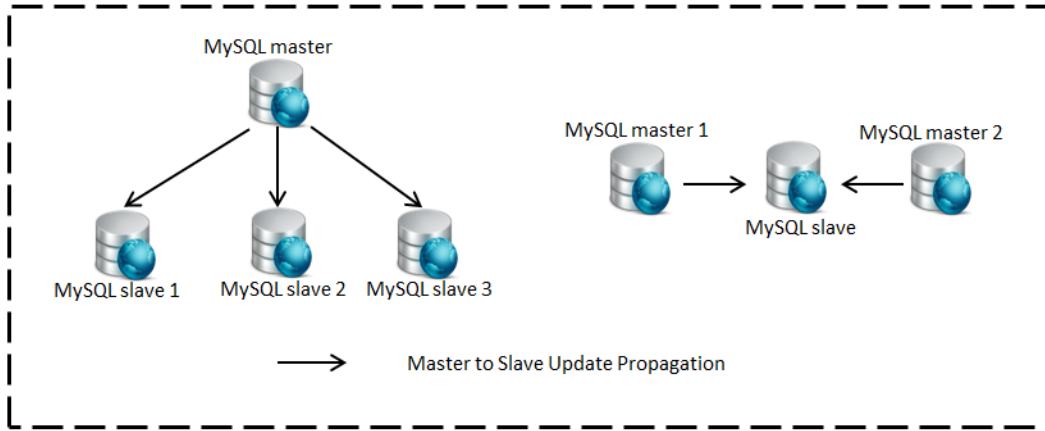 MySQL master
MySQL slave 1
MySQL slave 2
MySQL slave 3
MySQL master 1
MySQL master 2
MySQL slave
Master to Slave Update Propagation